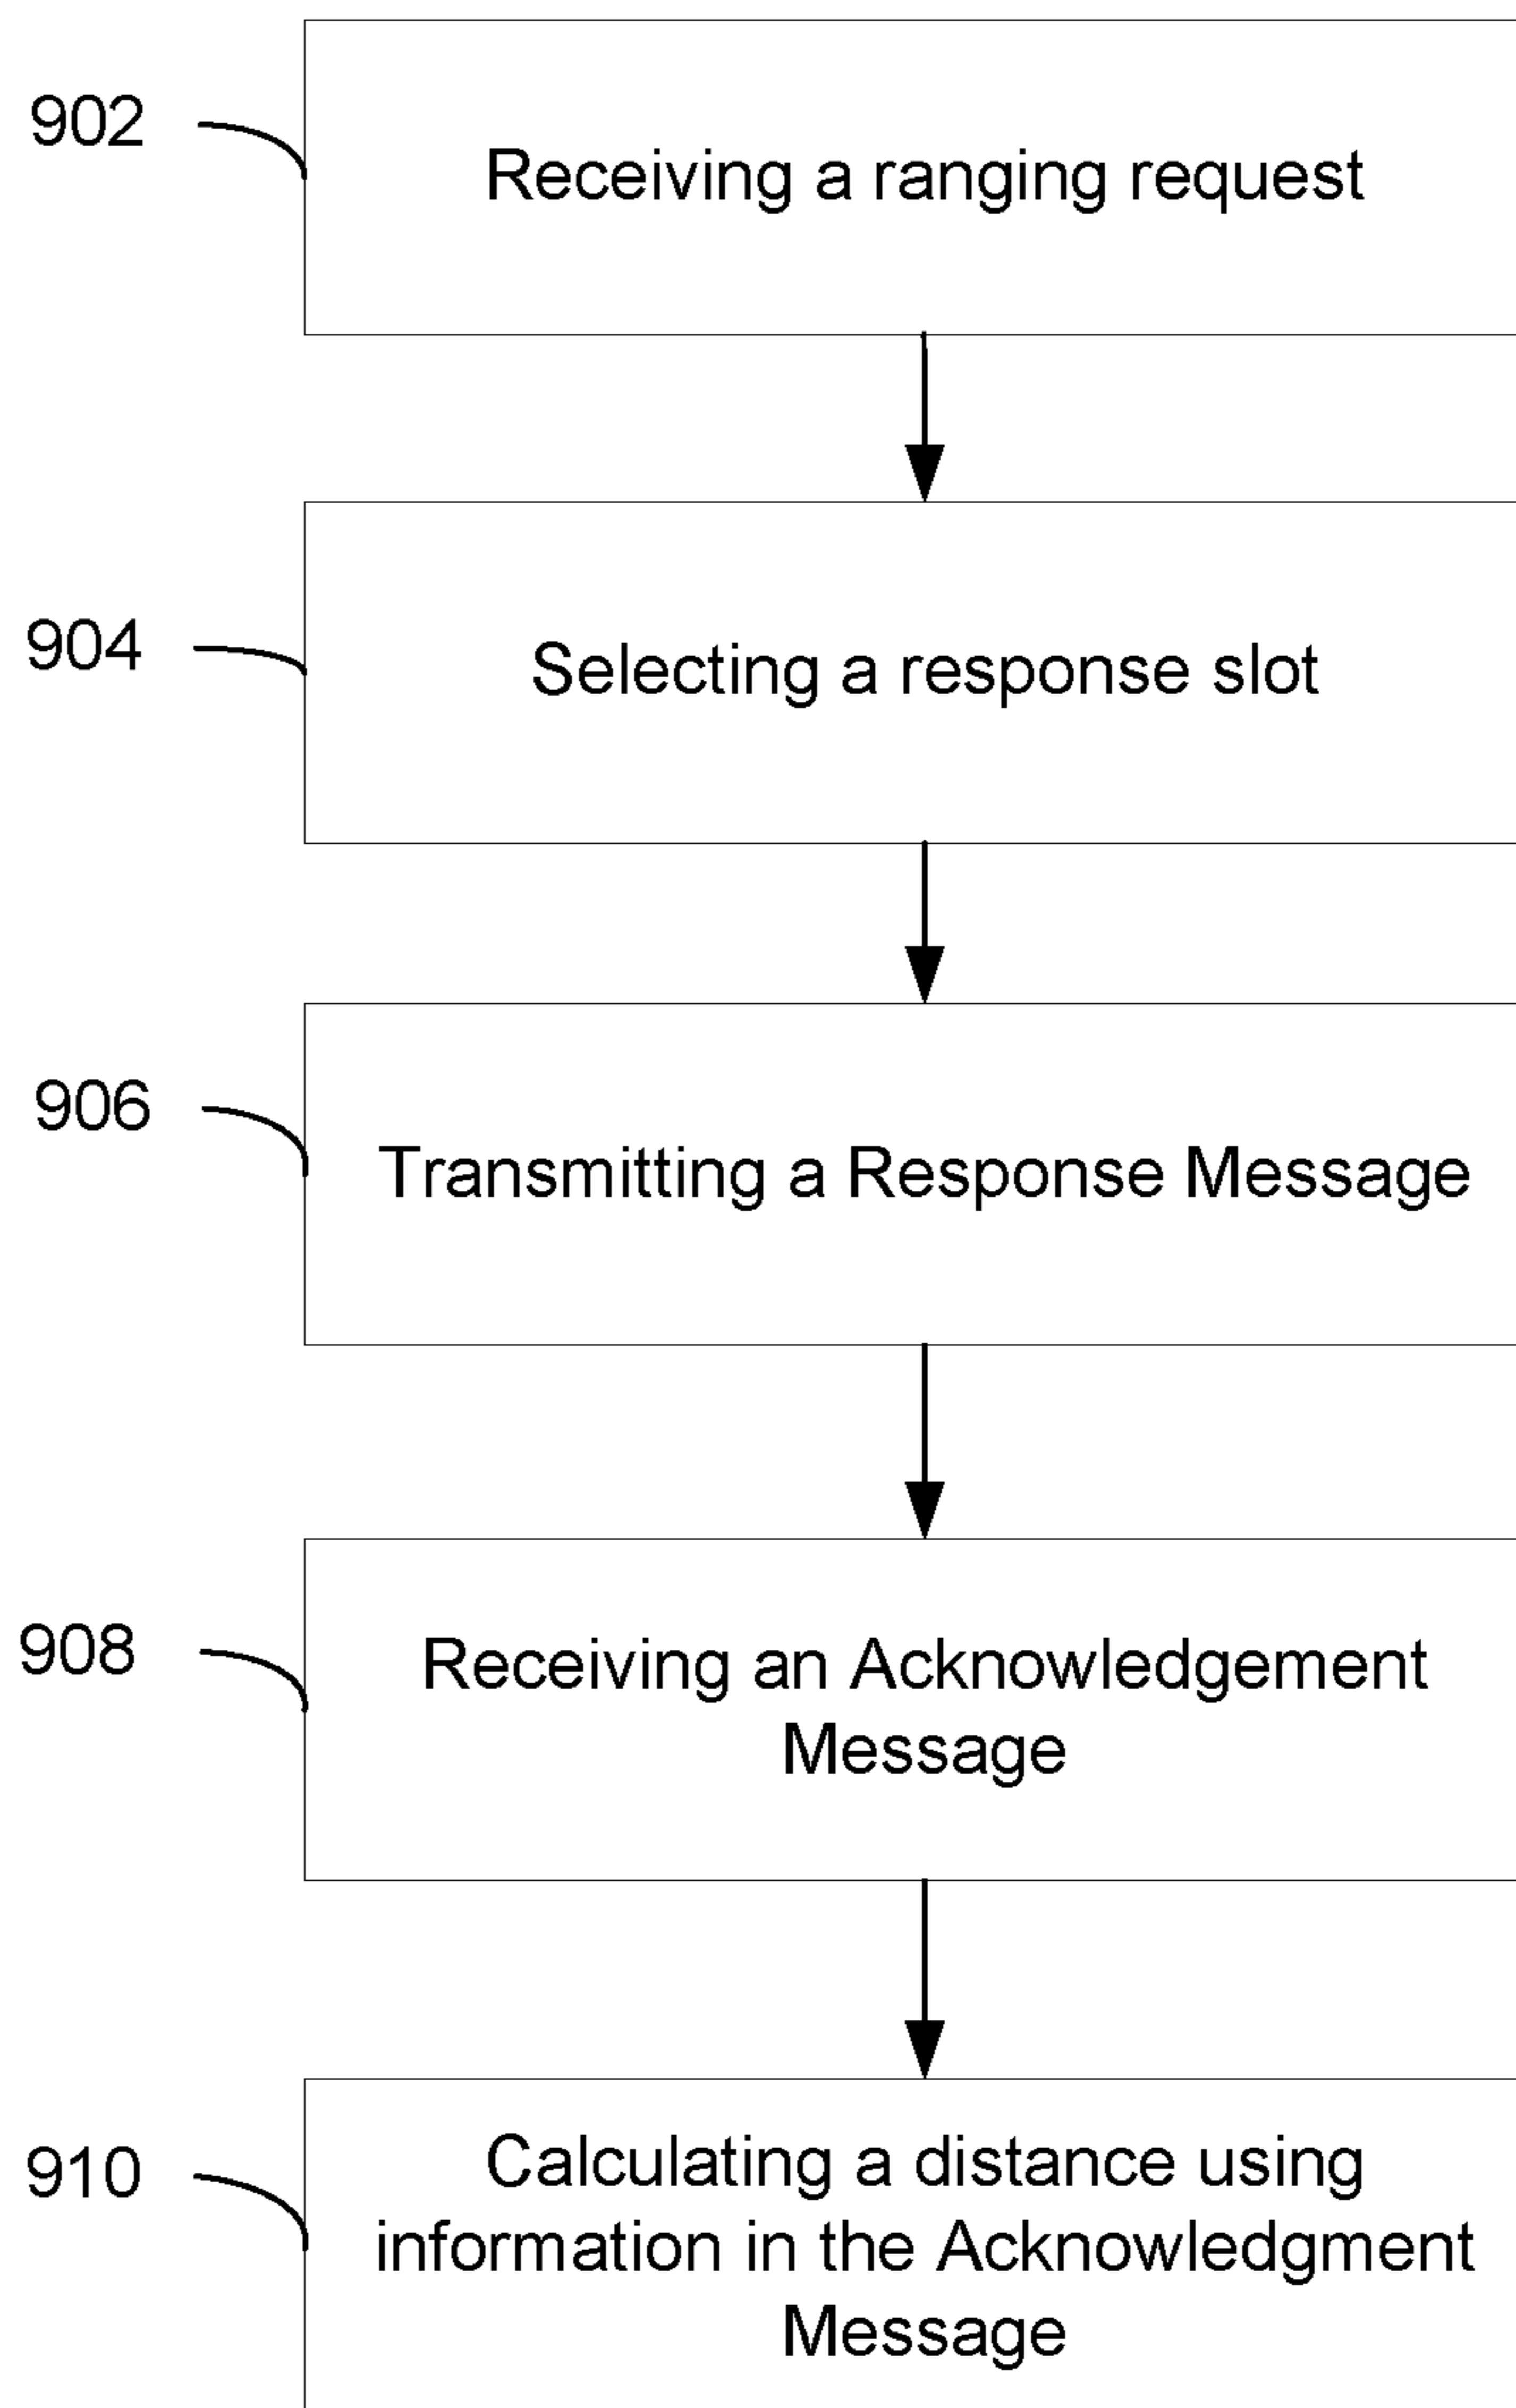 902
Receiving a ranging request
904
Selecting a response slot
906
Transmitting a Response Message
908
Receiving an Acknowledgement
Message
910
Calculating a distance using
information in the Acknowledgment
Message